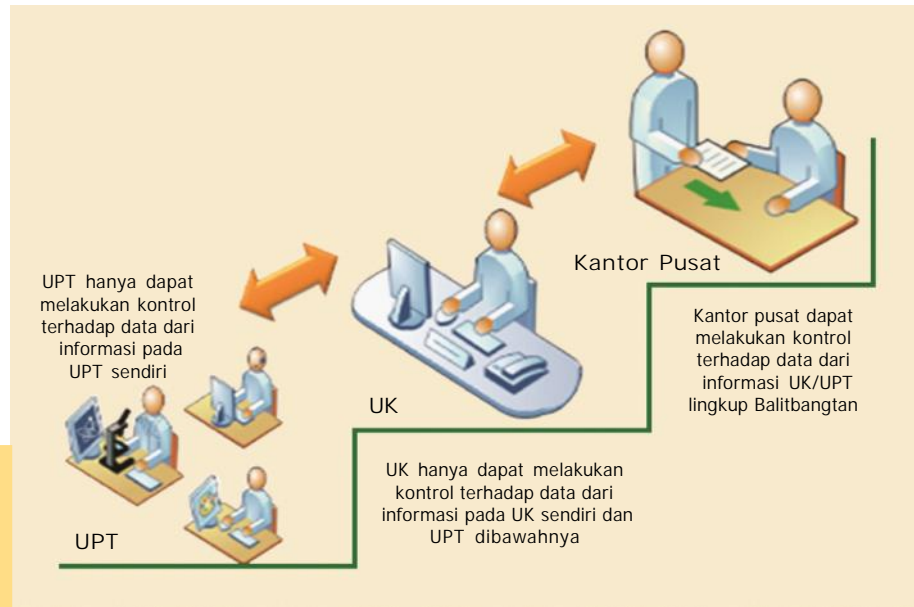 UPT hanya dapat
melakukan kontrol
terhadap data dari
informasi pada
UPT sendiri
UPT
UK
UK hanya dapat melakukan
kontrol terhadap data dari
informasi pada UK sendiri dan
UPT dibawahnya
Kantor Pusat
Kantor pusat dapat
melakukan kontrol
terhadap data dari
informasi UK/UPT
lingkup Balitbangtan